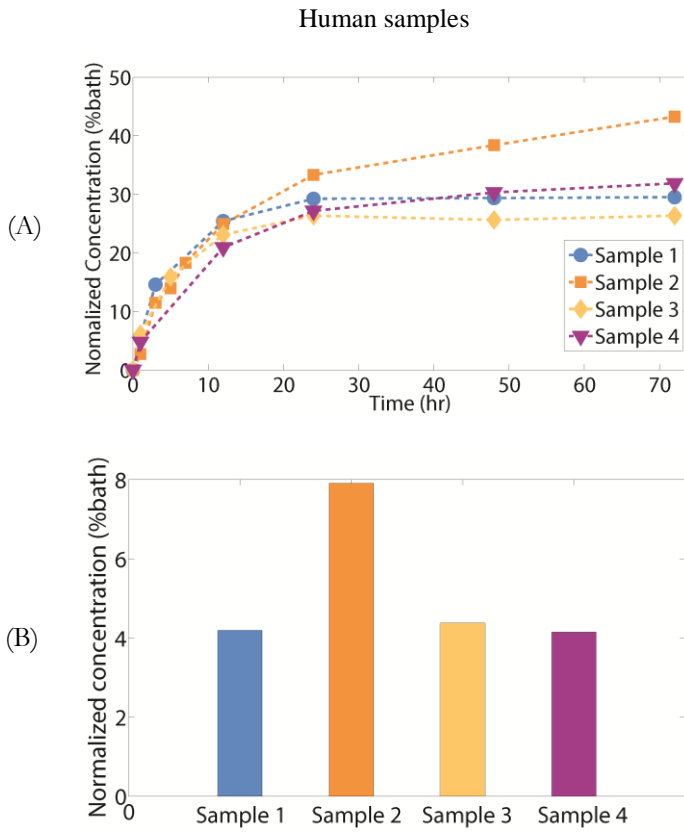 Human samples
(A)
Nomalized Concentration (%bath)
50
40
30
20
10
0
0 10 20 30 40 50 60 70
Time (hr)
Sample 1
Sample 2
Sample 3
Sample 4
(B)
Normalized concentration (%bath)
8
6
4
2
0
0 Sample 1 Sample 2 Sample 3 Sample 4